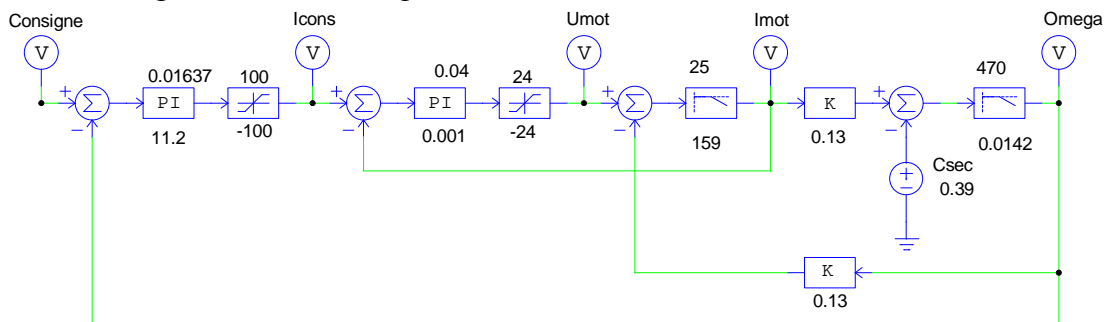 Consigne
Icons
Umot
Imot
Omega
V
V
V
V
V
0.01637
100
0.04
24
25
470
+
Σ
PI
+
Σ
PI
+
Σ
K
+
Σ
−
11.2
-100
−
0.001
-24
−
159
0.13
−
0.0142
Csec
+
−
0.39
K
0.13